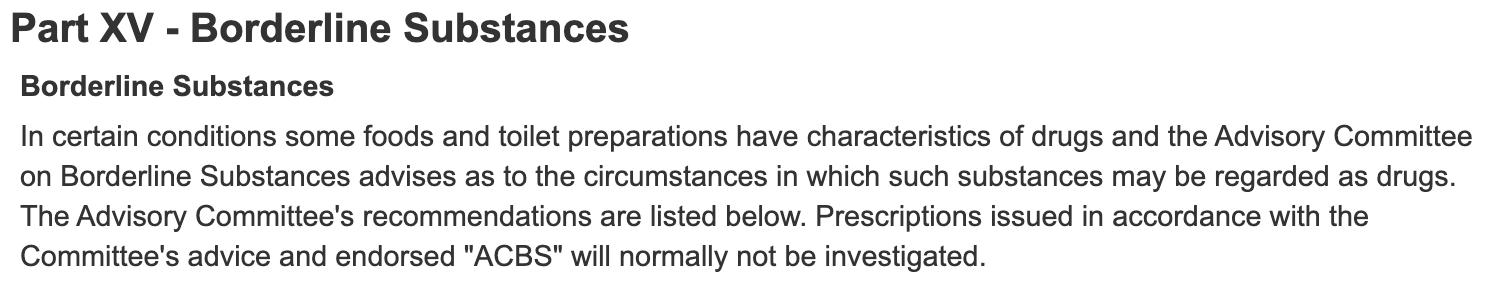 Part XV - Borderline Substances
Borderline Substances
In certain conditions some foods and toilet preparations have characteristics of drugs and the Advisory Committee
on Borderline Substances advises as to the circumstances in which such substances may be regarded as drugs.
The Advisory Committee's recommendations are listed below. Prescriptions issued in accordance with the
Committee's advice and endorsed "ACBS" will normally not be investigated.